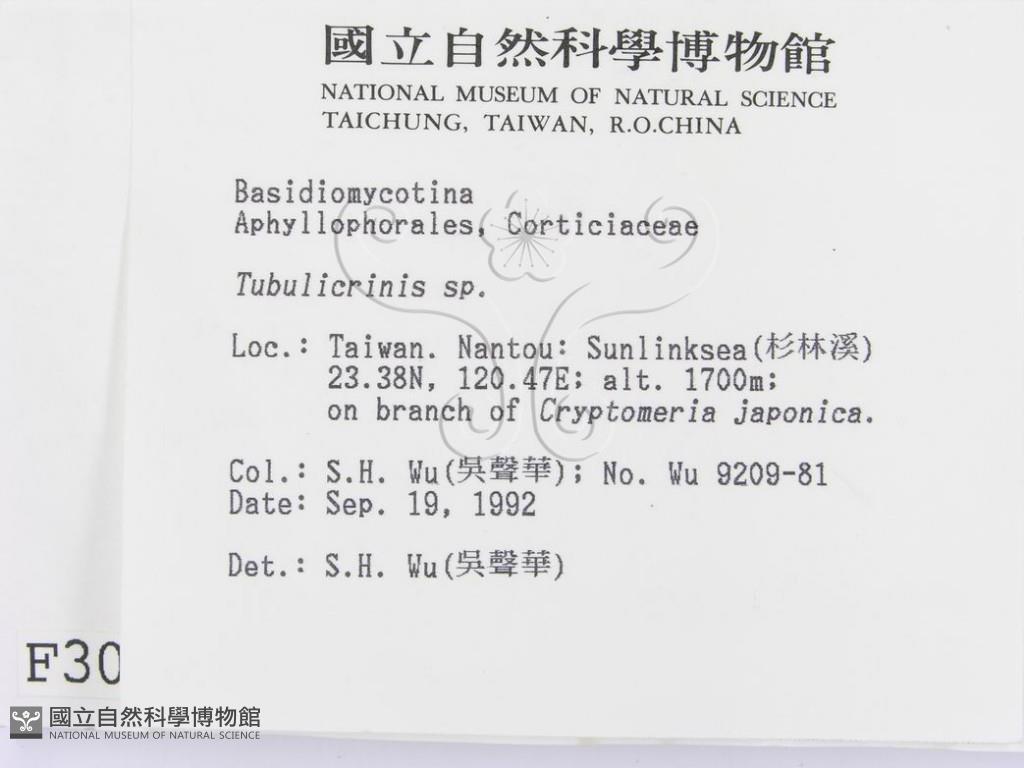 國立自然科學博物館
NATIONAL MUSEUM OF NATURAL SCIENCE
TAICHUNG, TAIWAN, R.O.CHINA
Basidiomycotina
Aphyllophorales, Corticiaceae
Tubulicrinis sp.
Loc.: Taiwan. Nantou: Sunlinksea(杉林溪)
23.38N, 120.47E; alt. 1700m;
on branch of Cryptomeria japonica.
Col.: S.H. Wu(吳聲華); No. Wu 9209-81
Date: Sep. 19, 1992
Det.: S.H. Wu(吳聲華)
F30
國立自然科學博物館
NATIONAL MUSEUM OF NATURAL SCIENCE